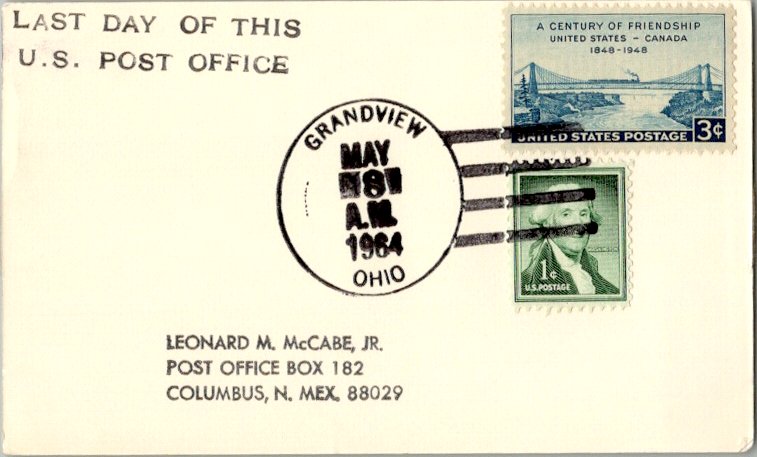 LAST DAY OF THIS
U.S. POST OFFICE
A CENTURY OF FRIENDSHIP
UNITED STATES - CANADA
1848-1948
UNITED STATES POSTAGE 3¢
GRANDVIEW
MAY
8
A.M.
1964
OHIO
1¢
U.S. POSTAGE
LEONARD M. McCABE, JR.
POST OFFICE BOX 182
COLUMBUS, N. MEX. 88029